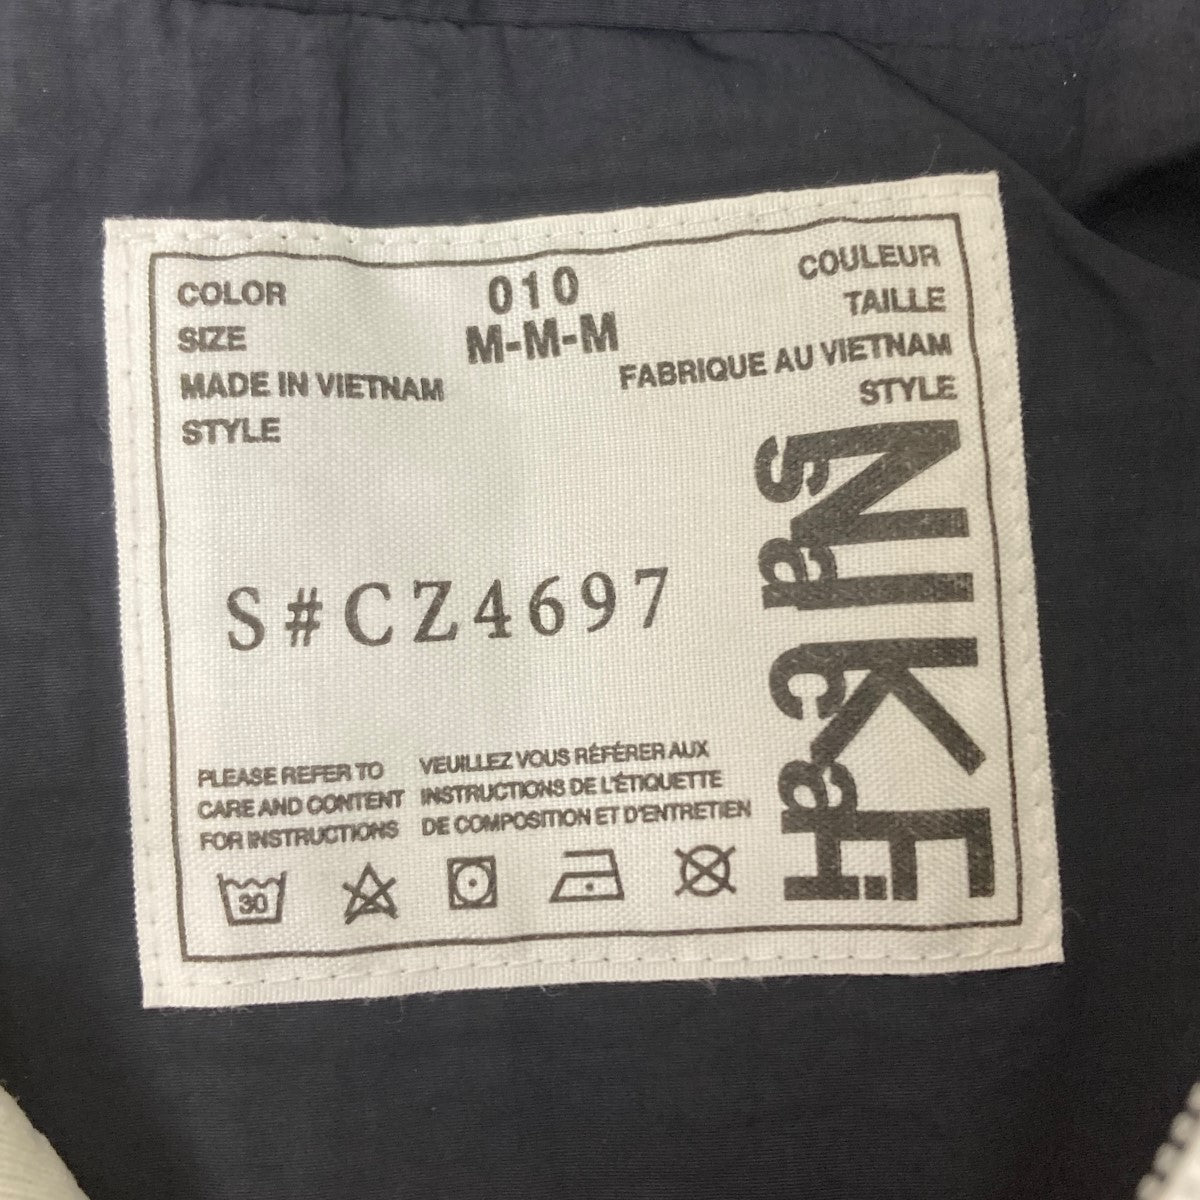 COLOR 010 COULEUR
SIZE M-M-M TAILLE
MADE IN VIETNAM FABRIQUE AU VIETNAM
STYLE STYLE
S#CZ4697
NIKE
sacai
PLEASE REFER TO
CARE AND CONTENT
FOR INSTRUCTIONS
VEUILLEZ VOUS RÉFÉRER AUX
INSTRUCTIONS DE L'ÉTIQUETTE
DE COMPOSITION ET D'ENTRETIEN
30